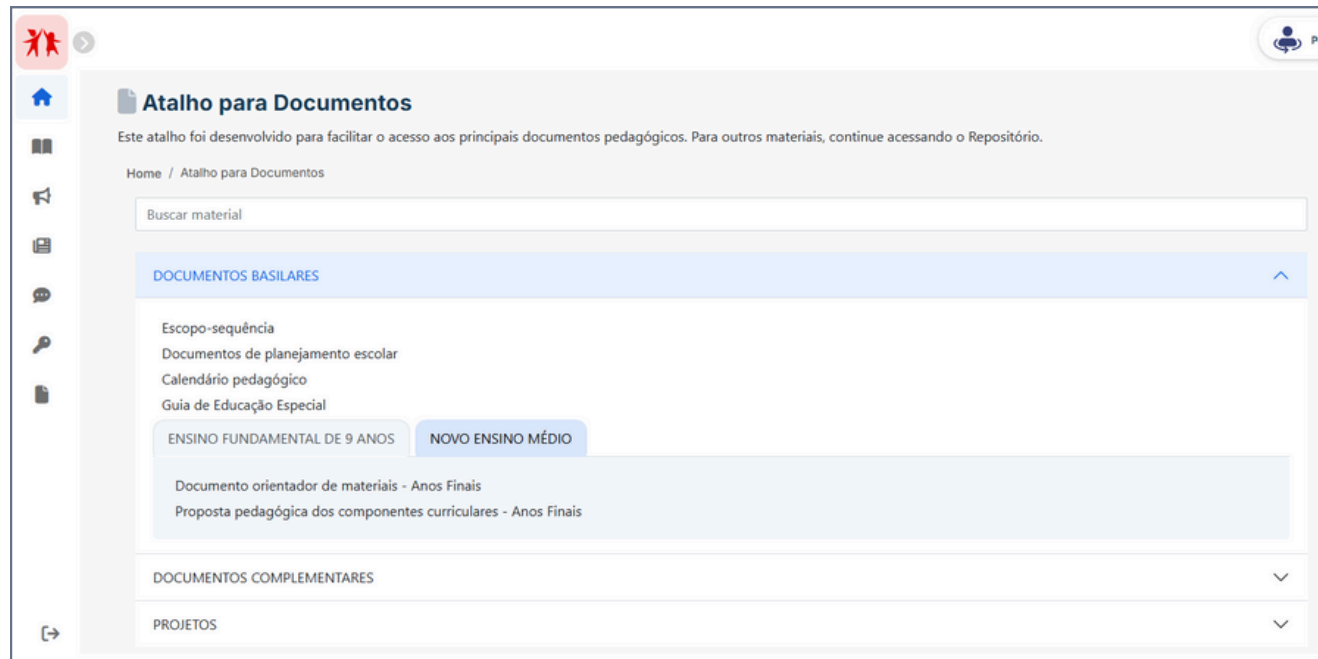 P
Atalho para Documentos
Este atalho foi desenvolvido para facilitar o acesso aos principais documentos pedagógicos. Para outros materiais, continue acessando o Repositório.
Home / Atalho para Documentos
Buscar material
DOCUMENTOS BASILARES
Escopo-sequência
Documentos de planejamento escolar
Calendário pedagógico
Guia de Educação Especial
ENSINO FUNDAMENTAL DE 9 ANOS NOVO ENSINO MÉDIO
Documento orientador de materiais - Anos Finais
Proposta pedagógica dos componentes curriculares - Anos Finais
DOCUMENTOS COMPLEMENTARES
PROJETOS